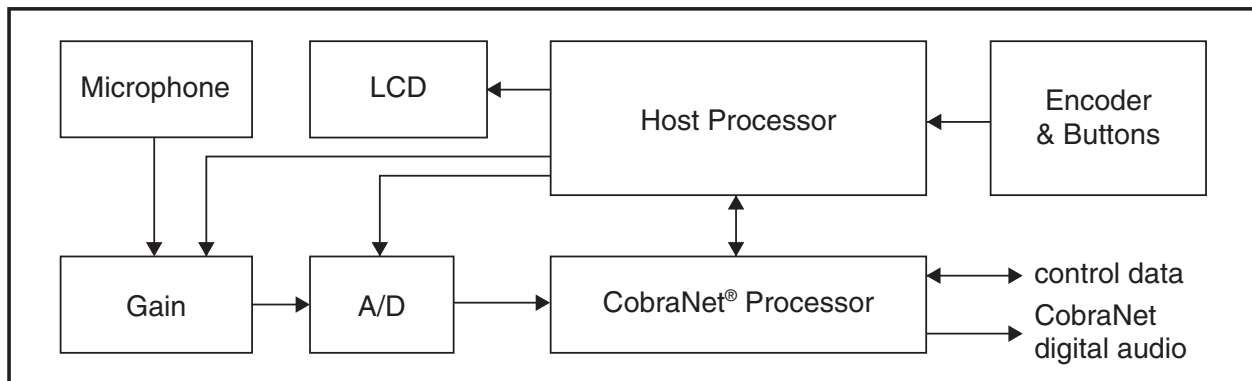 Microphone
LCD
Host Processor
Encoder
& Buttons
Gain
A/D
CobraNet® Processor
control data
CobraNet
digital audio